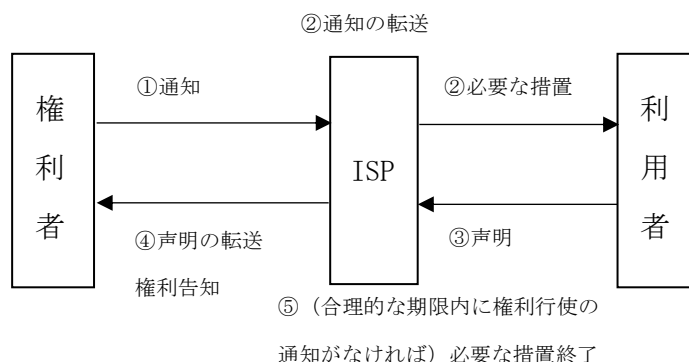 ②通知の転送
①通知
②必要な措置
権利者
ISP
利用者
④声明の転送
権利告知
③声明
⑤（合理的な期限内に権利行使の
通知がなければ）必要な措置終了